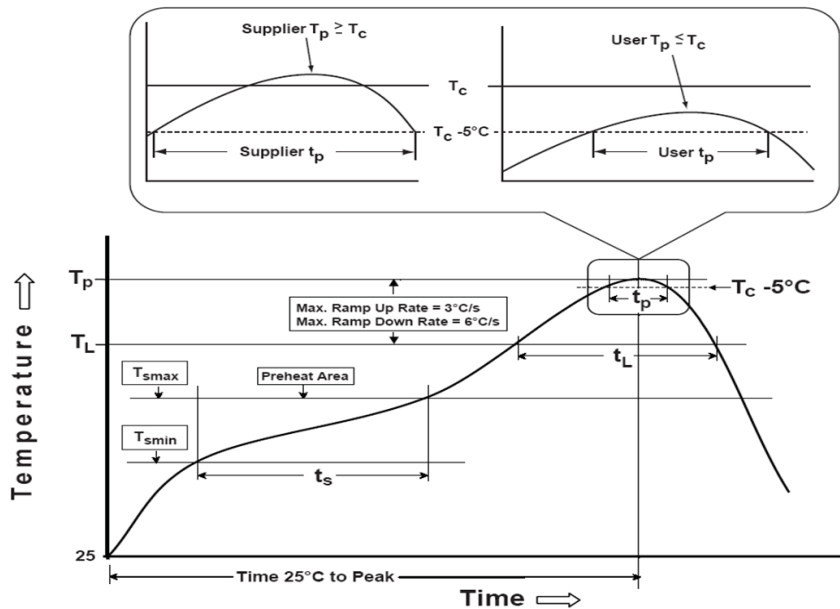 Supplier Tp ≥ Tc
User Tp ≤ Tc
Tc
Tc -5°C
Supplier tp
User tp
Tp
Tc -5°C
tp
Max. Ramp Up Rate = 3°C/s
Max. Ramp Down Rate = 6°C/s
TL
tL
Tsmax
Preheat Area
Tsmin
ts
Temperature
25
Time 25°C to Peak
Time